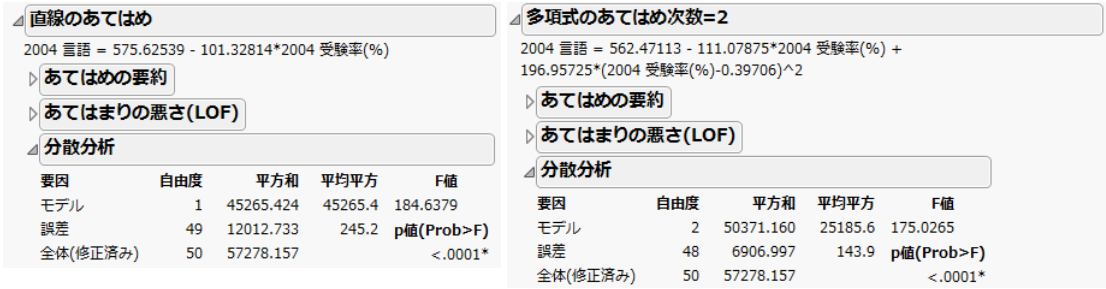 直線のあてはめ
2004 言語 = 575.62539 - 101.32814*2004 受験率(%)
あてはめの要約
あてはまりの悪さ(LOF)
分散分析
要因 自由度 平方和 平均平方 F値
モデル 1 45265.424 45265.4 184.6379
誤差 49 12012.733 245.2 p値(Prob>F)
全体(修正済み) 50 57278.157 <.0001*
多項式のあてはめ次数=2
2004 言語 = 562.47113 - 111.07875*2004 受験率(%) +
196.95725*(2004 受験率(%)-0.39706)^2
あてはめの要約
あてはまりの悪さ(LOF)
分散分析
要因 自由度 平方和 平均平方 F値
モデル 2 50371.160 25185.6 175.0265
誤差 48 6906.997 143.9 p値(Prob>F)
全体(修正済み) 50 57278.157 <.0001*